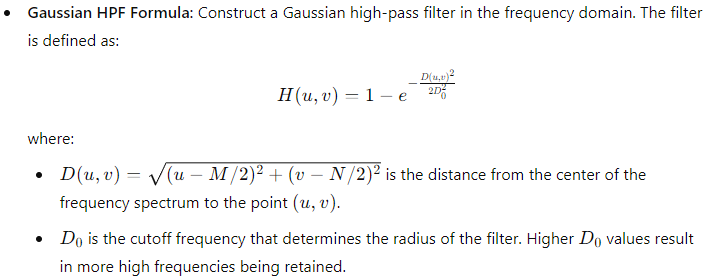 • Gaussian HPF Formula: Construct a Gaussian high-pass filter in the frequency domain. The filter
is defined as:
H(u, v) = 1 − e^{−\frac{D(u,v)^2}{2D_0^2}}
where:
• D(u, v) = √((u − M/2)² + (v − N/2)²) is the distance from the center of the
frequency spectrum to the point (u, v).
• D₀ is the cutoff frequency that determines the radius of the filter. Higher D₀ values result
in more high frequencies being retained.